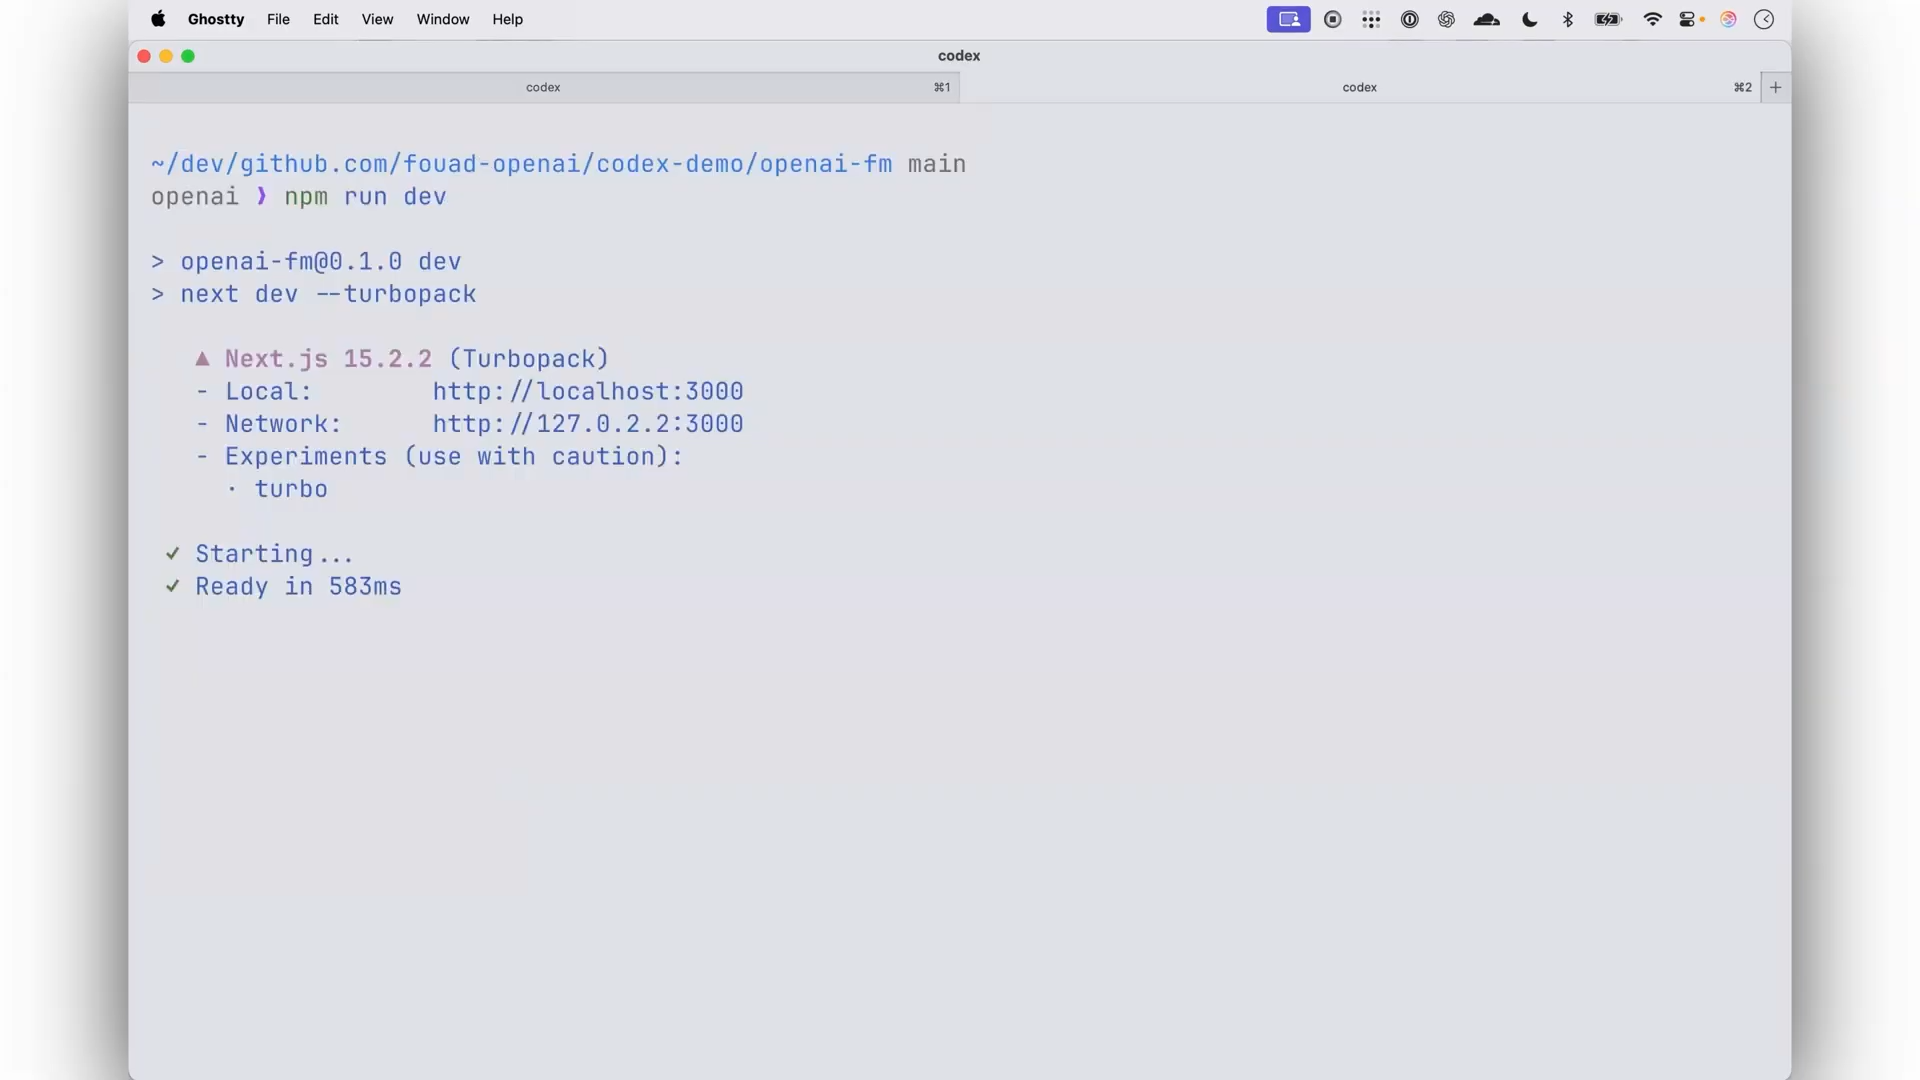 Ghostty File Edit View Window Help
codex
codex ⌘1 codex ⌘2 +
~/dev/github.com/fouad-openai/codex-demo/openai-fm main
openai ❯ npm run dev
> openai-fm@0.1.0 dev
> next dev --turbopack
▲ Next.js 15.2.2 (Turbopack)
- Local: http://localhost:3000
- Network: http://127.0.2.2:3000
- Experiments (use with caution):
· turbo
✓ Starting...
✓ Ready in 583ms